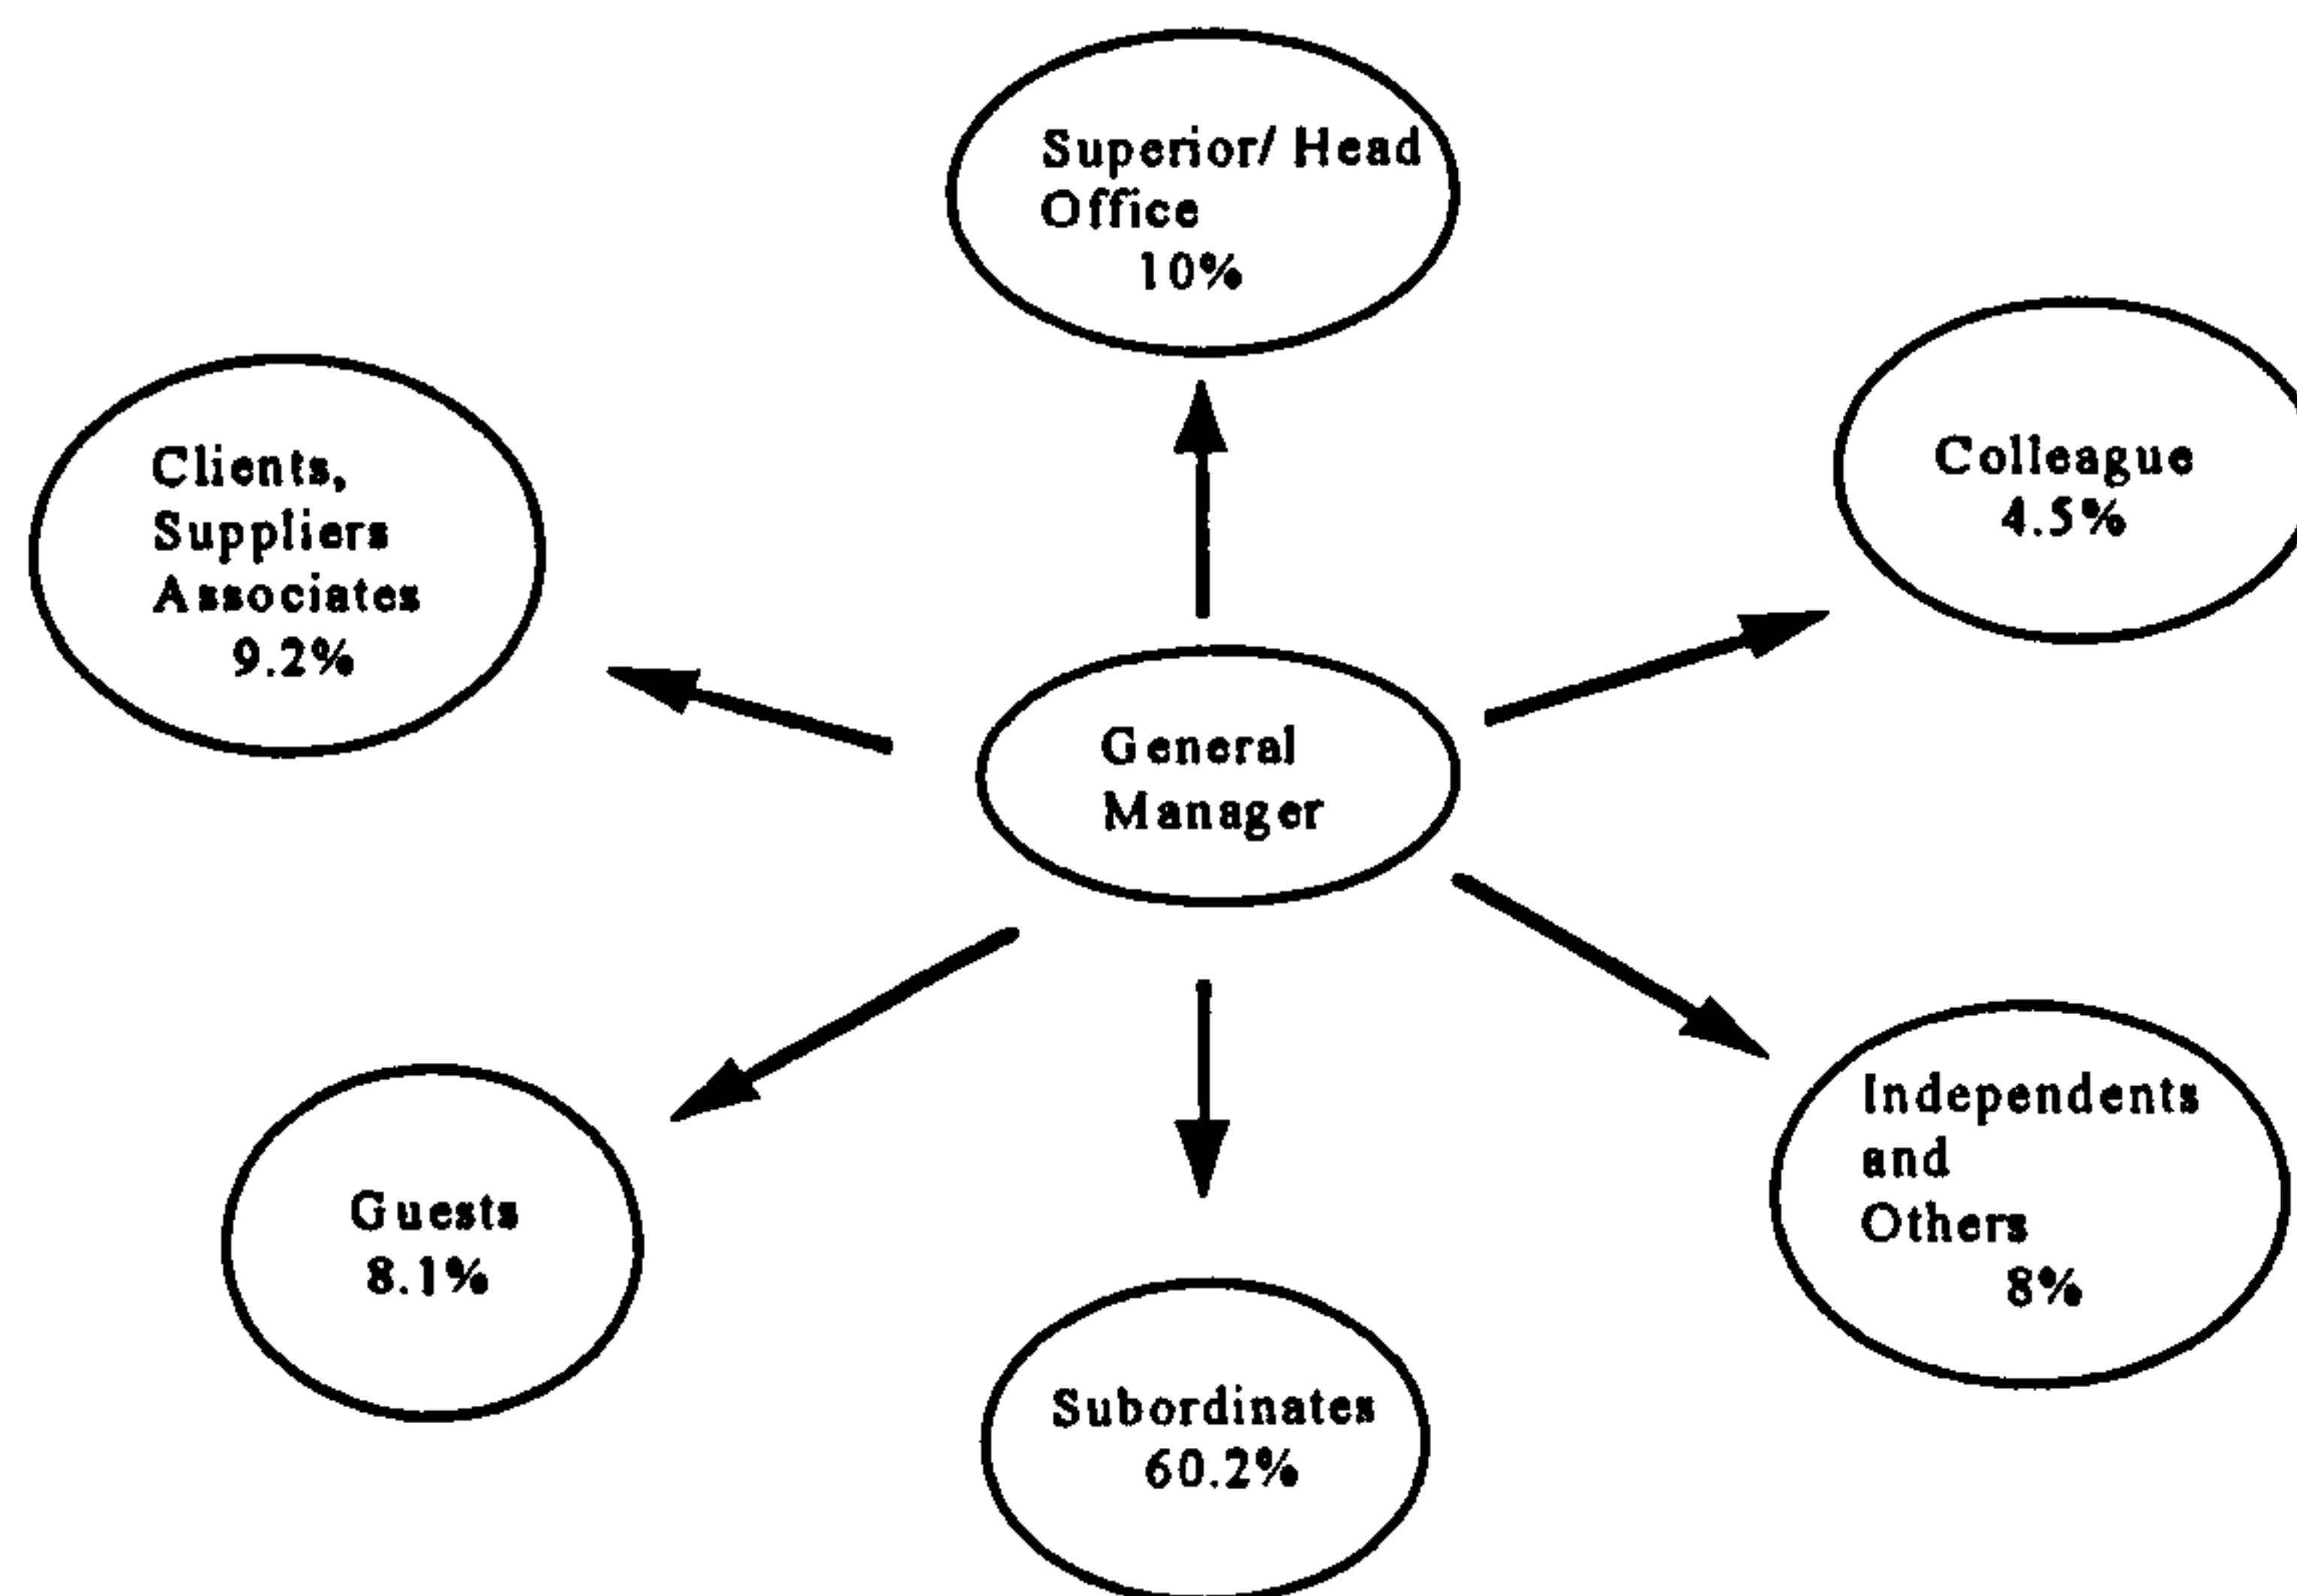 Superior/ Head
Office
10%
Colleague
4.5%
Clients,
Suppliers
Associates
9.2%
General
Manager
Independents
and
Others
8%
Guests
8.1%
Subordinates
60.2%